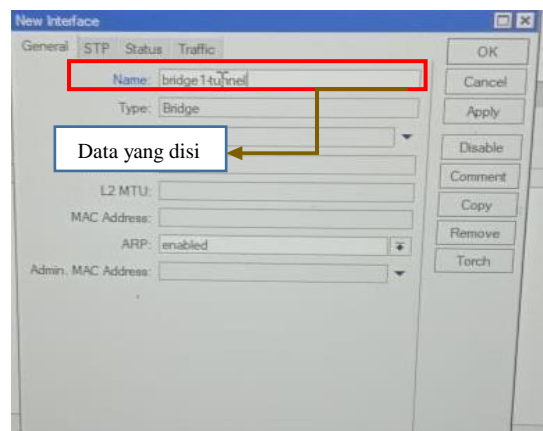 New Interface
General STP Status Traffic
OK
Name: bridge1-tunnel
Cancel
Type: Bridge
Apply
Data yang disi
Disable
Comment
L2 MTU:
Copy
MAC Address:
Remove
ARP: enabled
Torch
Admin. MAC Address: